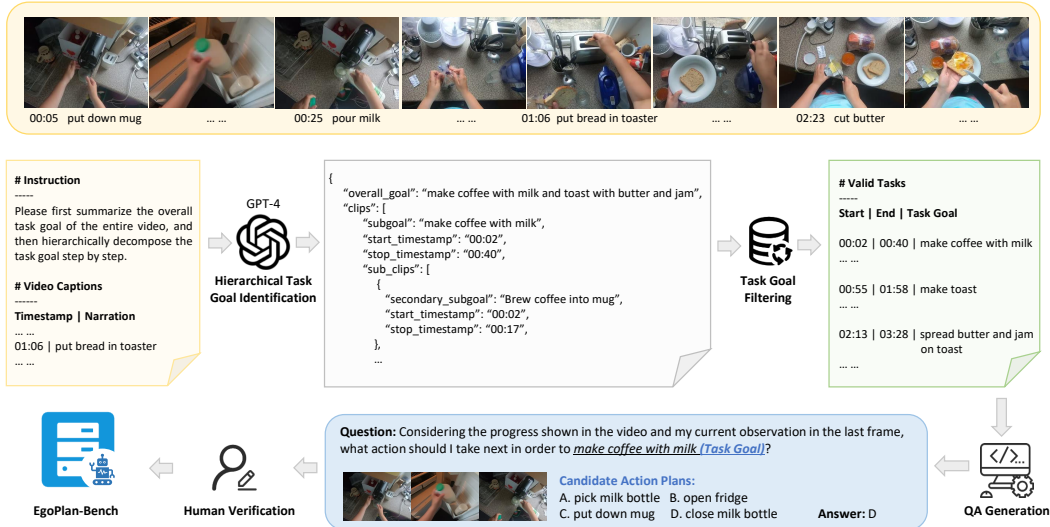 00:05 put down mug
... ...
00:25 pour milk
... ...
01:06 put bread in toaster
... ...
02:23 cut butter
... ...
# Instruction
-----
Please first summarize the overall
task goal of the entire video, and
then hierarchically decompose the
task goal step by step.
# Video Captions
------
Timestamp | Narration
... ...
01:06 | put bread in toaster
... ...
GPT-4
Hierarchical Task
Goal Identification
{
“overall_goal”: “make coffee with milk and toast with butter and jam”,
“clips”: [
“subgoal”: “make coffee with milk”,
“start_timestamp”: “00:02”,
“stop_timestamp”: “00:40”,
“sub_clips”: [
{
“secondary_subgoal”: “Brew coffee into mug”,
“start_timestamp”: “00:02”,
“stop_timestamp”: “00:17”,
},
...
Task Goal
Filtering
# Valid Tasks
-----
Start | End | Task Goal
00:02 | 00:40 | make coffee with milk
... ...
00:55 | 01:58 | make toast
... ...
02:13 | 03:28 | spread butter and jam
on toast
... ...
</...
QA Generation
Question: Considering the progress shown in the video and my current observation in the last frame,
what action should I take next in order to make coffee with milk (Task Goal)?
Candidate Action Plans:
A. pick milk bottle B. open fridge
C. put down mug D. close milk bottle Answer: D
Human Verification
EgoPlan-Bench